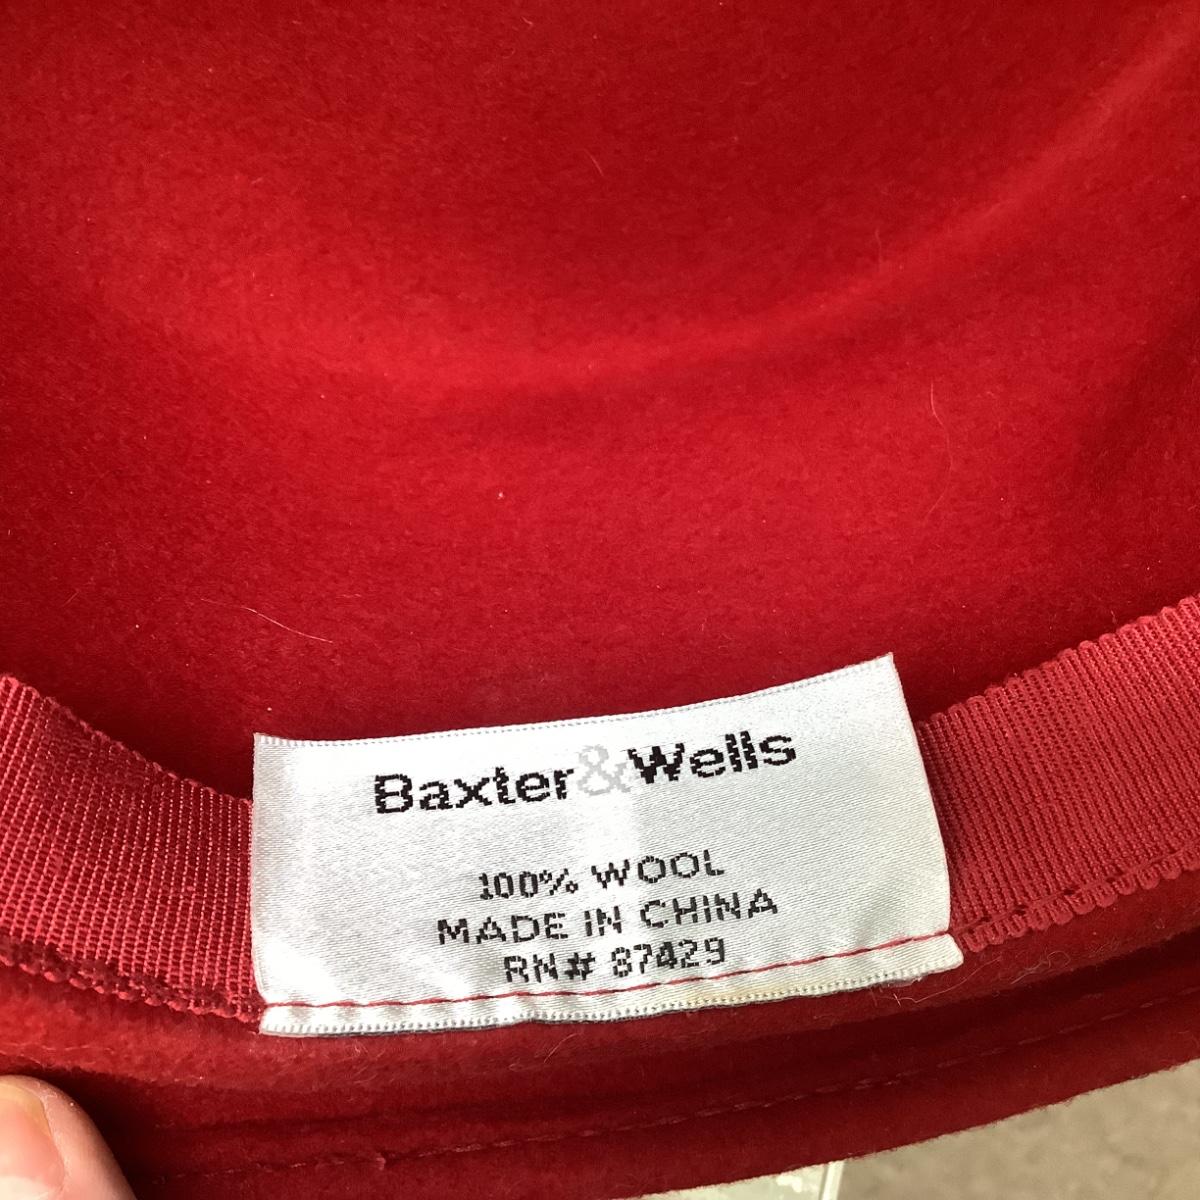 Baxter&Wells
100% WOOL
MADE IN CHINA
RN# 87429